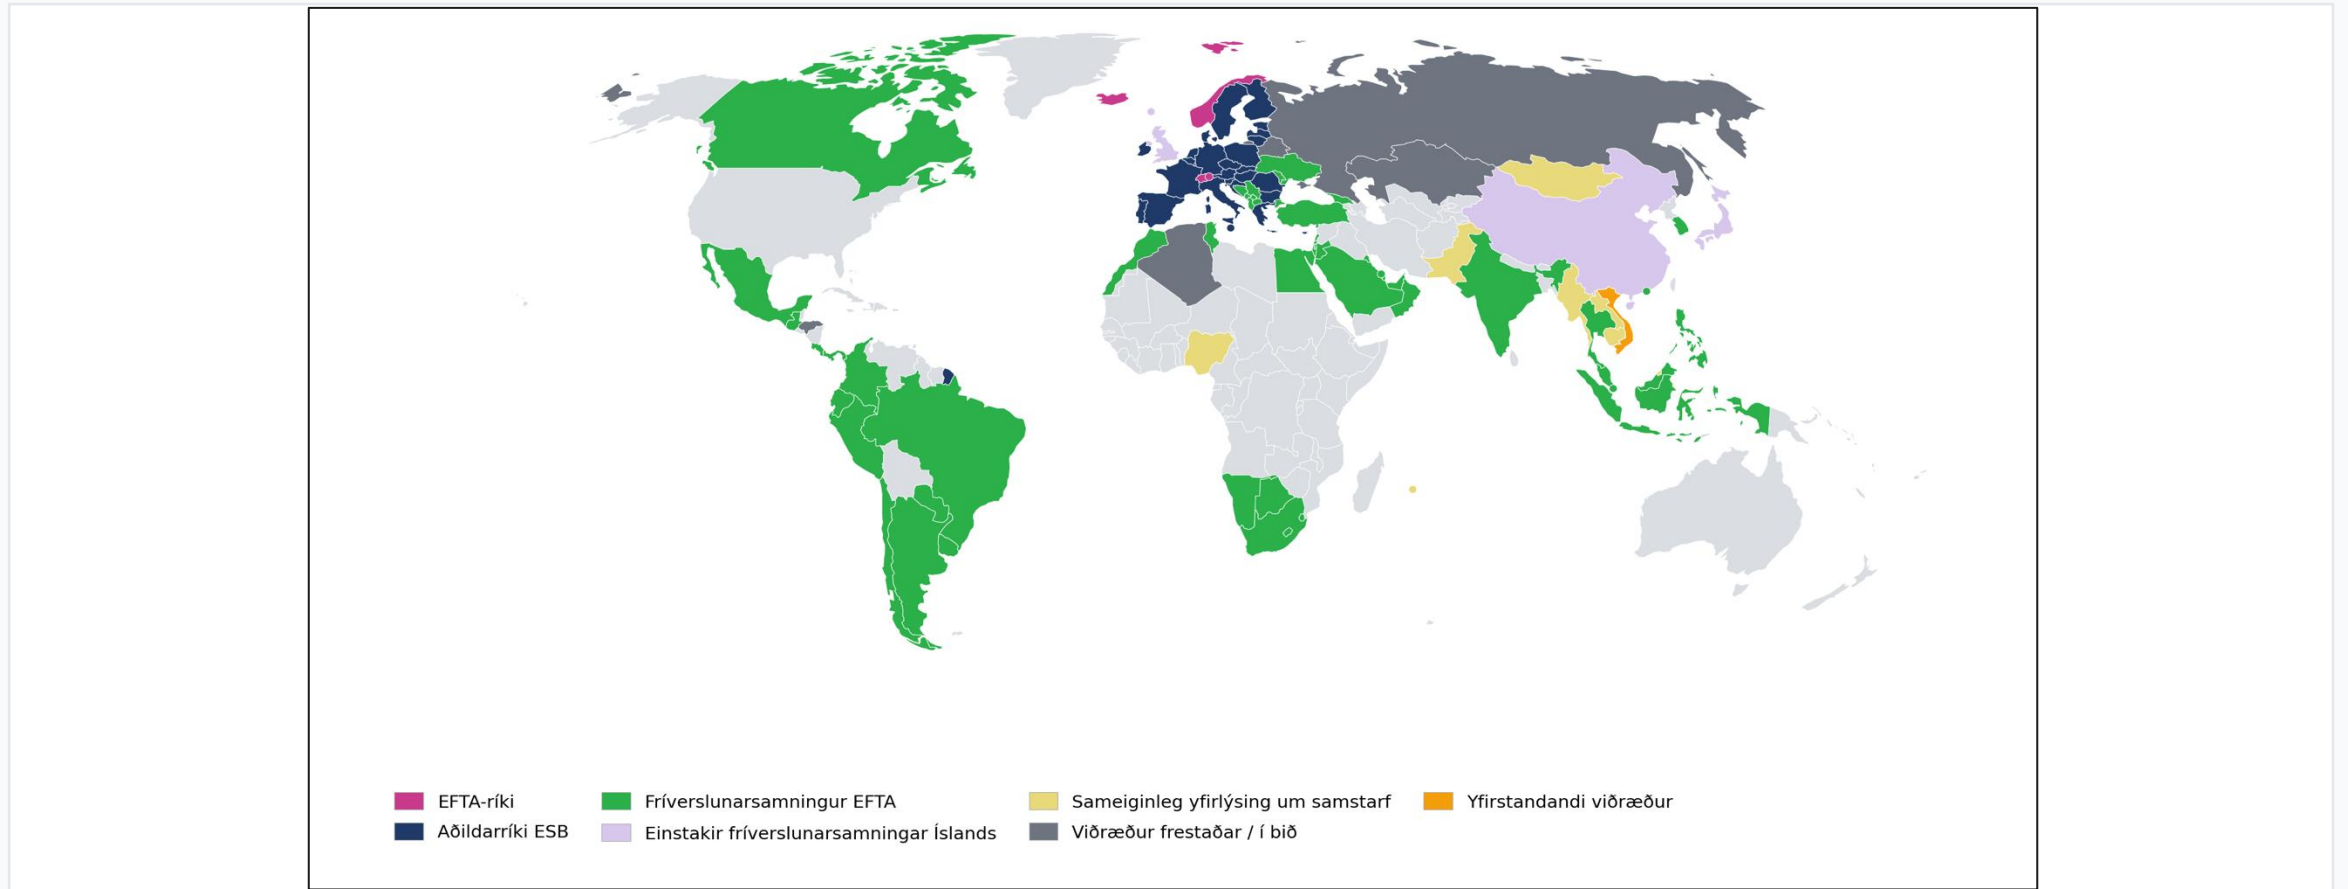 EFTA-ríki
Aðildarríki ESB
Fríverslunarsamningur EFTA
Einstakir fríverslunarsamningar Íslands
Sameiginleg yfirlýsing um samstarf
Viðræður frestaðar / í bið
Yfirstandandi viðræður